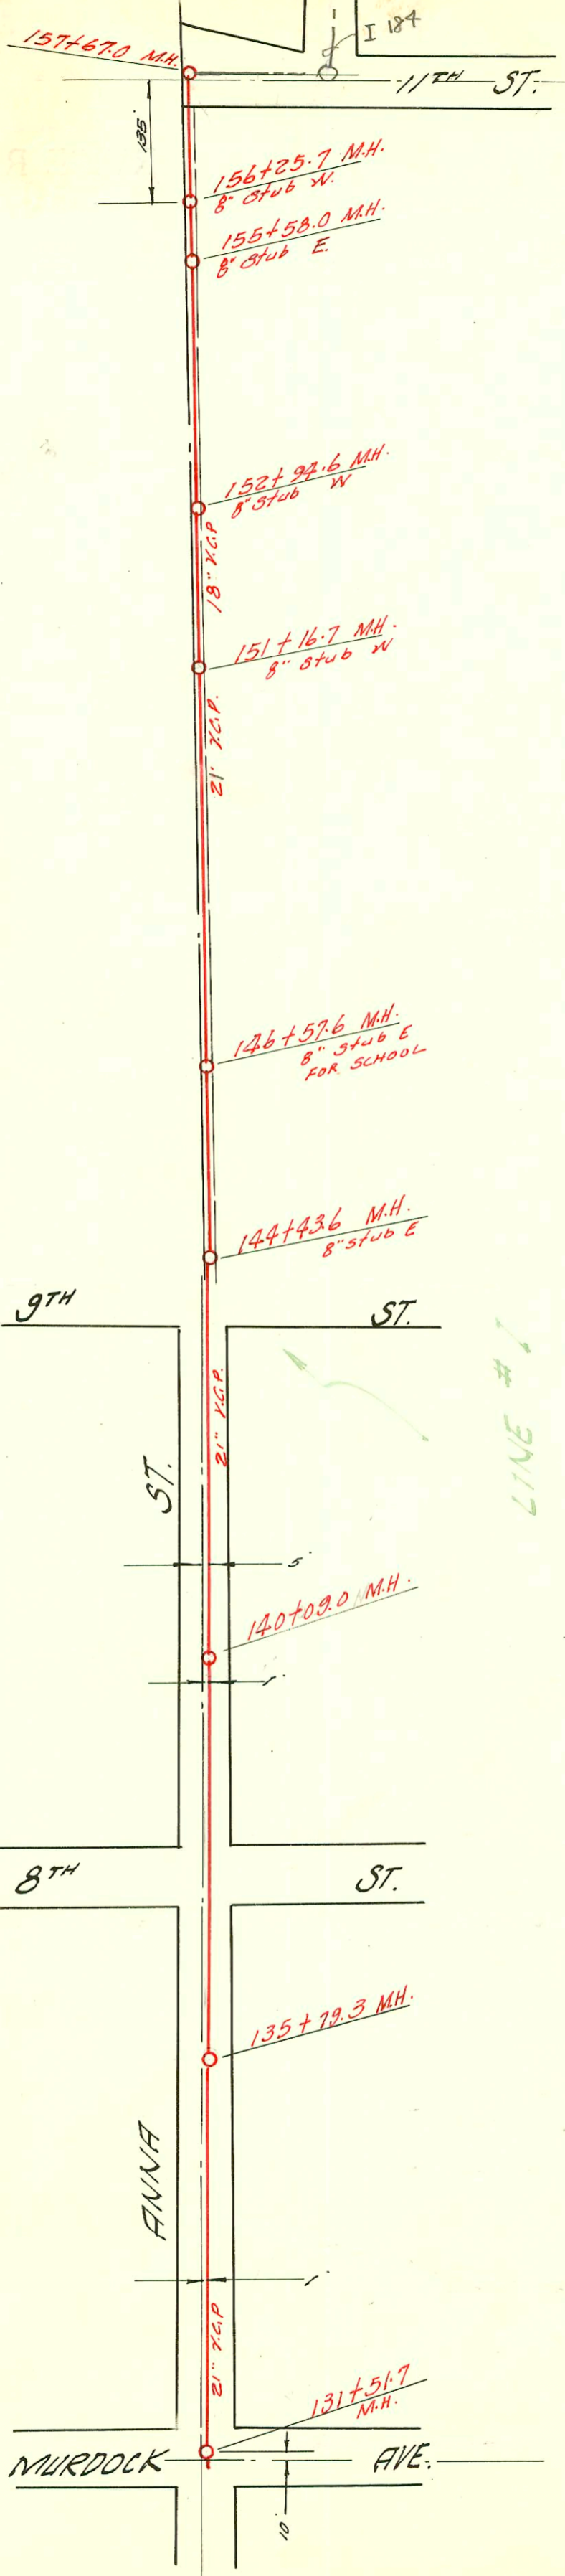 I 184
157+67.0 M.H.
11TH ST.
135'
156+25.7 M.H.
8" Stub W.
155+58.0 M.H.
8" Stub E.
152+94.6 M.H.
8" Stub W
18" V.C.P
151+16.7 M.H.
8" Stub W
21" V.C.P.
146+57.6 M.H.
8" Stub E
FOR SCHOOL
144+43.6 M.H.
8" Stub E
9TH ST.
LINE # 1
21" V.C.P.
ST.
5'
140+09.0 M.H.
1'
8TH ST.
135+79.3 M.H.
ANNA
1'
21" V.C.P
131+51.7
M.H.
MURDOCK AVE.
10'